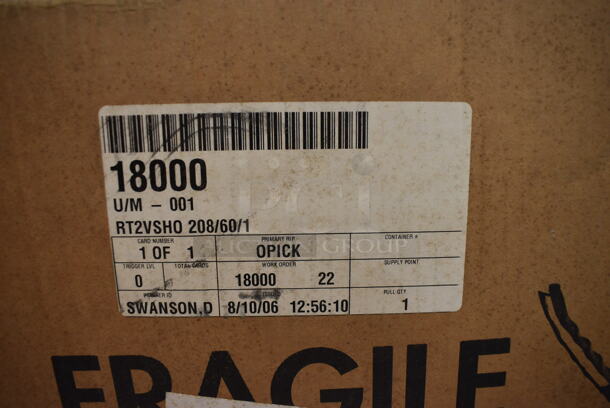 18000
U/M - 001
RT2VSHO 208/60/1
CARD NUMBER PRIMARY RIP CONTAINER #
1 OF 1 OPICK
TRIGGER LVL TOTAL CARDS WORK ORDER SUPPLY POINT
0 18000 22
PULL QTY
SWANSON,D 8/10/06 12:56:10 1
FRAGILE